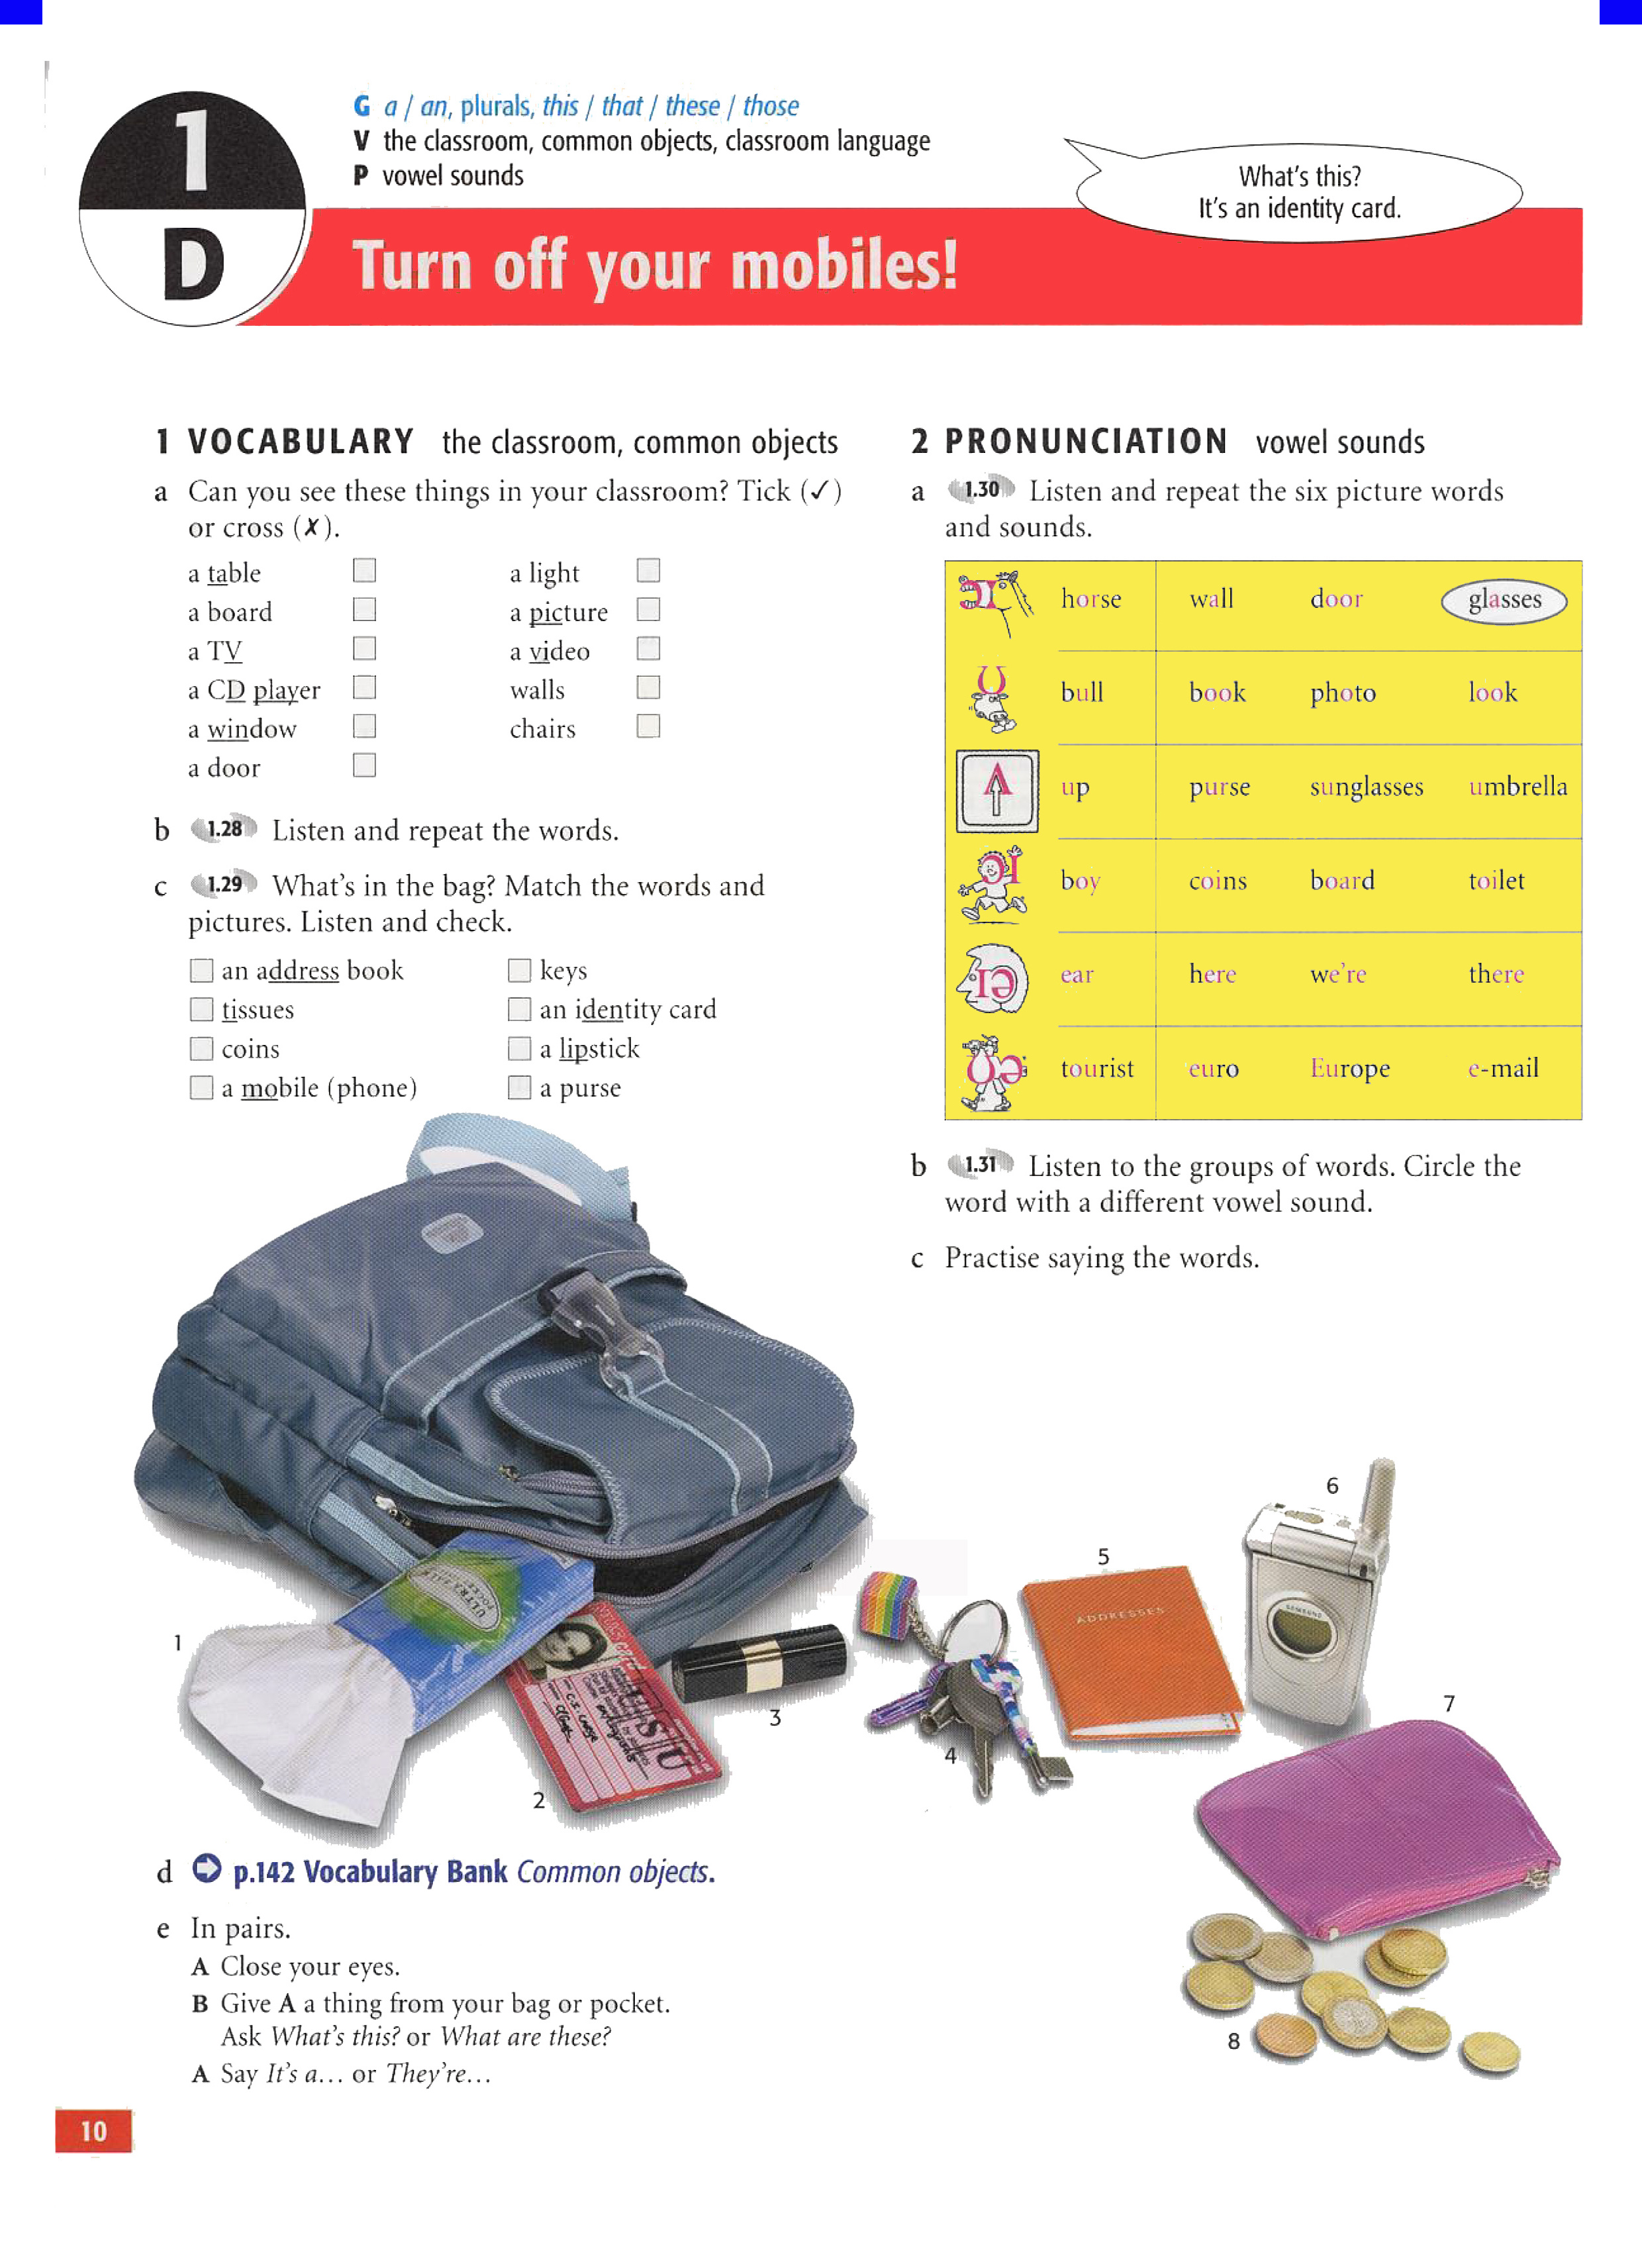 1
D
G a / an, plurals, this / that / these / those
V the classroom, common objects, classroom language
P vowel sounds
What's this?
It's an identity card.
Turn off your mobiles!
1 VOCABULARY the classroom, common objects
a Can you see these things in your classroom? Tick (✓)
or cross (✗).
a table
a board
a TV
a CD player
a window
a door
a light
a picture
a video
walls
chairs
b 1.28 Listen and repeat the words.
c 1.29 What's in the bag? Match the words and
pictures. Listen and check.
an address book
tissues
coins
a mobile (phone)
keys
an identity card
a lipstick
a purse
2 PRONUNCIATION vowel sounds
a 1.30 Listen and repeat the six picture words
and sounds.
ɔː horse wall door glasses
ʊ bull book photo look
ʌ up purse sunglasses umbrella
ɔɪ boy coins board toilet
ɪə ear here we're there
ʊə tourist euro Europe e-mail
b 1.31 Listen to the groups of words. Circle the
word with a different vowel sound.
c Practise saying the words.
1
ULTRA
2
3
4
5
ADDRESSES
6
SAMSUNG
7
8
d p.142 Vocabulary Bank Common objects.
e In pairs.
A Close your eyes.
B Give A a thing from your bag or pocket.
Ask What's this? or What are these?
A Say It's a... or They're...
10